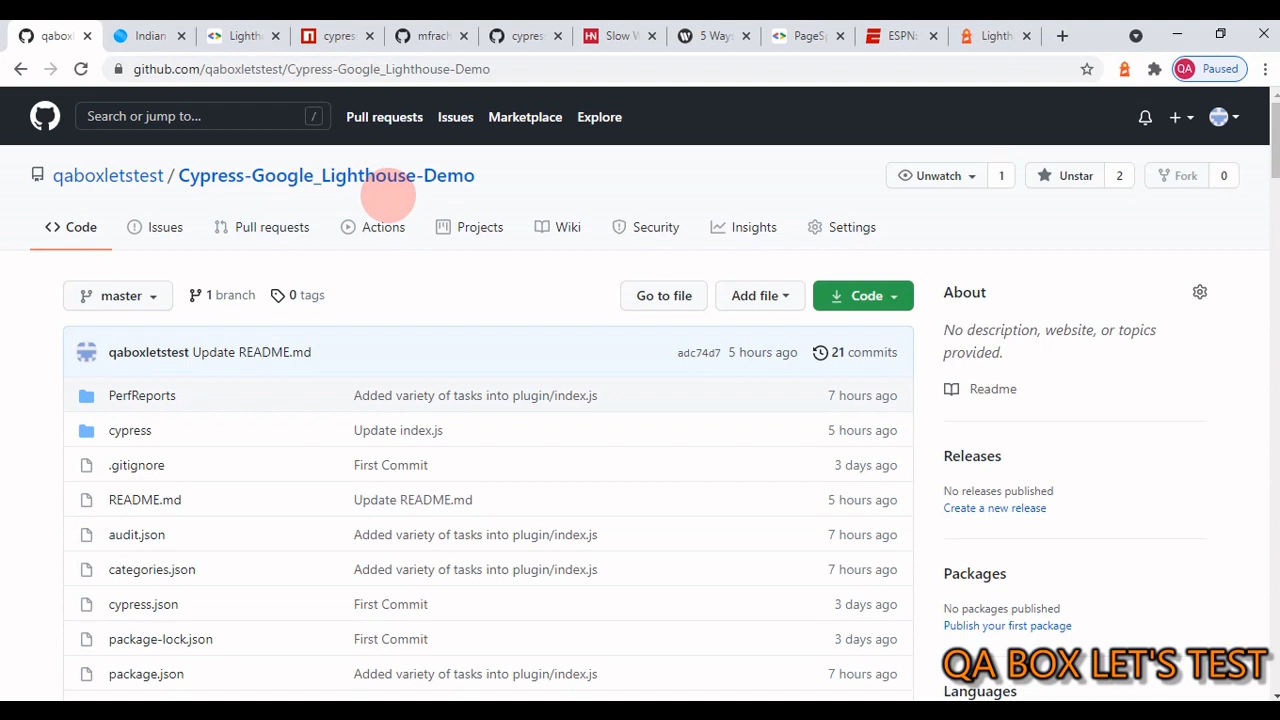 qabox
Indian
Lighth
cypres
mfrach
cypres
HN
Slow W
5 Ways
PageSp
ESPN:
Lighth
github.com/qaboxletstest/Cypress-Google_Lighthouse-Demo
QA Paused
Search or jump to... /
Pull requests
Issues
Marketplace
Explore
qaboxletstest / Cypress-Google_Lighthouse-Demo
Unwatch 1
Unstar 2
Fork 0
Code
Issues
Pull requests
Actions
Projects
Wiki
Security
Insights
Settings
master
1 branch
0 tags
Go to file
Add file
Code
qaboxletstest Update README.md adc74d7 5 hours ago 21 commits
PerfReports Added variety of tasks into plugin/index.js 7 hours ago
cypress Update index.js 5 hours ago
.gitignore First Commit 3 days ago
README.md Update README.md 5 hours ago
audit.json Added variety of tasks into plugin/index.js 7 hours ago
categories.json Added variety of tasks into plugin/index.js 7 hours ago
cypress.json First Commit 3 days ago
package-lock.json First Commit 3 days ago
package.json Added variety of tasks into plugin/index.js 7 hours ago
About
No description, website, or topics
provided.
Readme
Releases
No releases published
Create a new release
Packages
No packages published
Publish your first package
QA BOX LET'S TEST
Languages